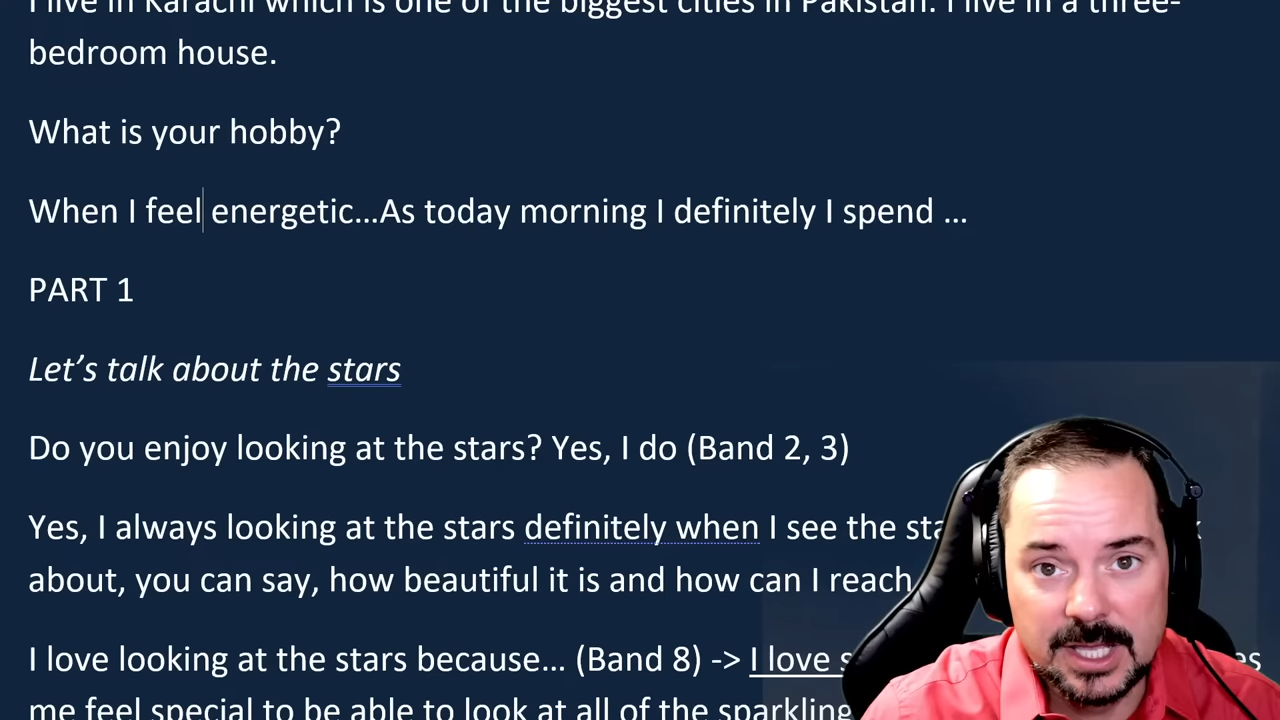 I live in Karachi which is one of the biggest cities in Pakistan. I live in a three-
bedroom house.
What is your hobby?
When I feel energetic...As today morning I definitely I spend ...
PART 1
Let's talk about the stars
Do you enjoy looking at the stars? Yes, I do (Band 2, 3)
Yes, I always looking at the stars definitely when I see the
about, you can say, how beautiful it is and how can I reach
I love looking at the stars because... (Band 8) -> I love
me feel special to be able to look at all of the sparkling